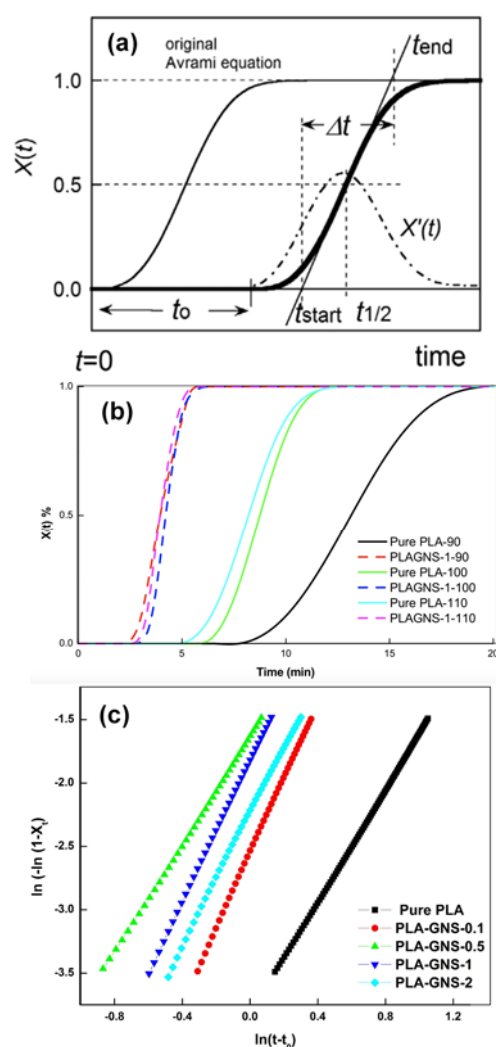 (a)
original
Avrami equation
tend
1.0
Δt
X(t)
0.5
X'(t)
0.0
to
tstart
t1/2
t=0
time
1.0
(b)
X(t) %
0.5
Pure PLA-90
PLAGNS-1-90
Pure PLA-100
PLAGNS-1-100
Pure PLA-110
PLAGNS-1-110
0.0
0 5 10 15 20
Time (min)
(c)
-1.5
-2.0
ln (-ln (1-Xt)
-2.5
-3.0
-3.5
Pure PLA
PLA-GNS-0.1
PLA-GNS-0.5
PLA-GNS-1
PLA-GNS-2
-0.8 -0.4 0.0 0.4 0.8 1.2
ln(t-to)